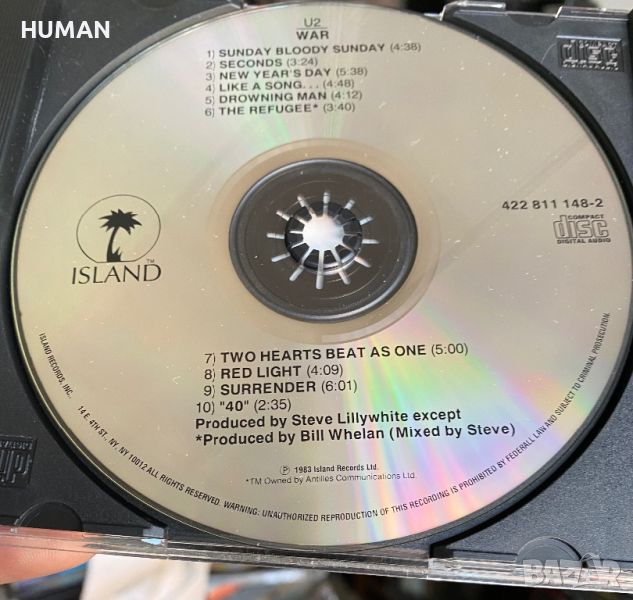 HUMAN
U2
WAR
1) SUNDAY BLOODY SUNDAY (4:38)
2) SECONDS (3:24)
3) NEW YEAR'S DAY (5:38)
4) LIKE A SONG... (4:48)
5) DROWNING MAN (4:12)
6) THE REFUGEE* (3:40)
ISLAND™
422 811 148-2
COMPACT
disc
DIGITAL AUDIO
7) TWO HEARTS BEAT AS ONE (5:00)
8) RED LIGHT (4:09)
9) SURRENDER (6:01)
10) "40" (2:35)
Produced by Steve Lillywhite except
*Produced by Bill Whelan (Mixed by Steve)
Ⓟ 1983 Island Records Ltd.
*TM Owned by Antilles Communications Ltd.
ISLAND RECORDS, INC. 14 E. 4TH ST., NY, NY 10012 ALL RIGHTS RESERVED. WARNING: UNAUTHORIZED REPRODUCTION OF THIS RECORDING IS PROHIBITED BY FEDERAL LAW AND SUBJECT TO CRIMINAL PROSECUTION.
disc
BAZAR